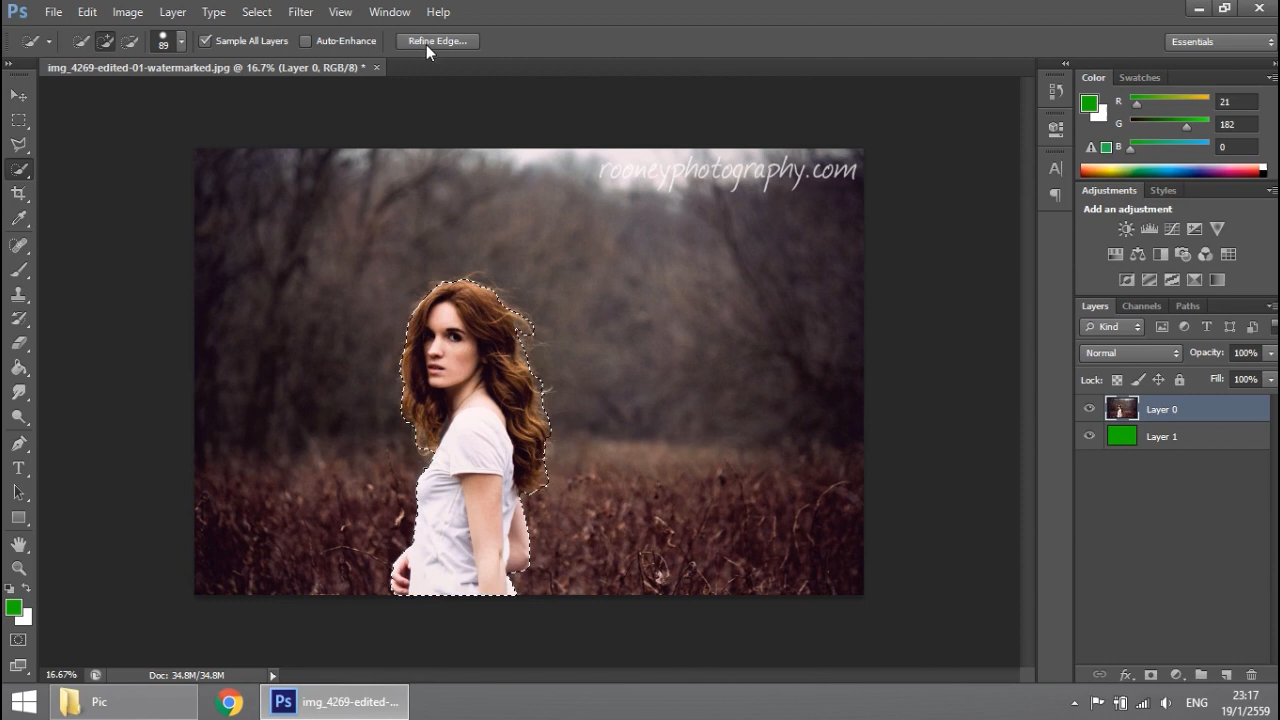 Ps File Edit Image Layer Type Select Filter View Window Help
89 Sample All Layers Auto-Enhance Refine Edge... Essentials
img_4269-edited-01-watermarked.jpg @ 16.7% (Layer 0, RGB/8) * ×
Color Swatches
R 21
G 182
B 0
rooneyphotography.com
A
Adjustments Styles
Add an adjustment
Layers Channels Paths
Kind T
Normal Opacity: 100%
Lock: Fill: 100%
Layer 0
Layer 1
T
16.67% Doc: 34.8M/34.8M
fx
Pic Ps img_4269-edited-... ENG 23:17
19/1/2559